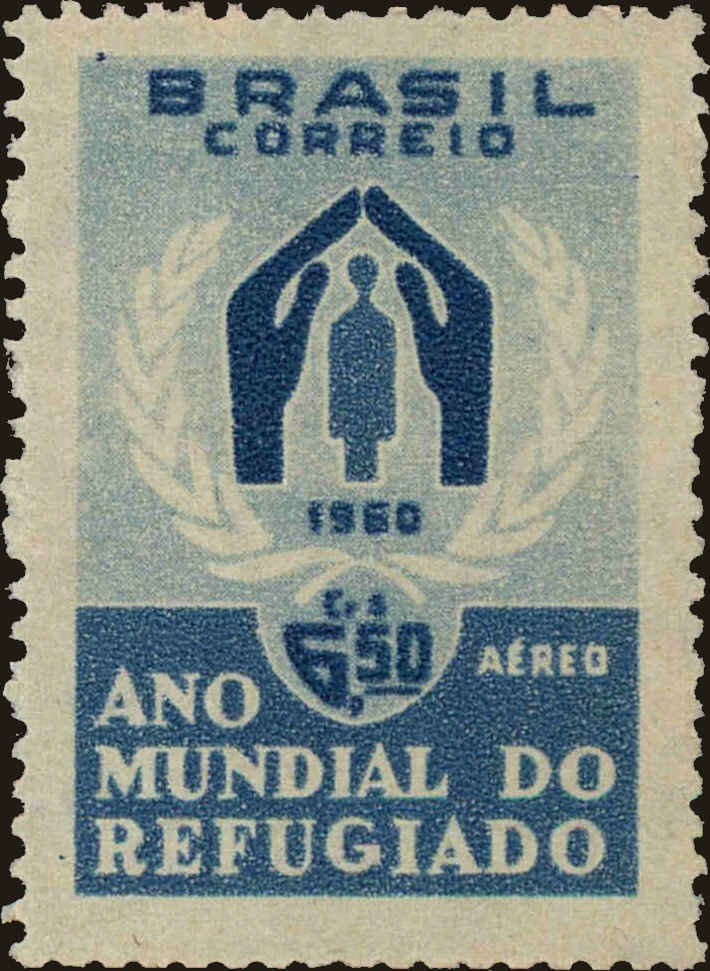 BRASIL
CORREIO
1960
Cr$
6,50
AÉREO
ANO
MUNDIAL DO
REFUGIADO